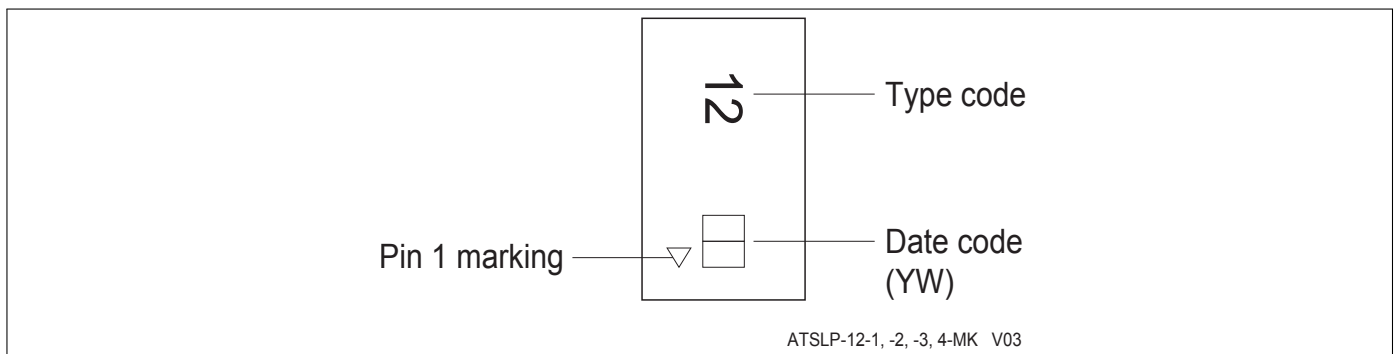 12
Type code
Pin 1 marking
Date code
(YW)
ATSLP-12-1, -2, -3, 4-MK V03